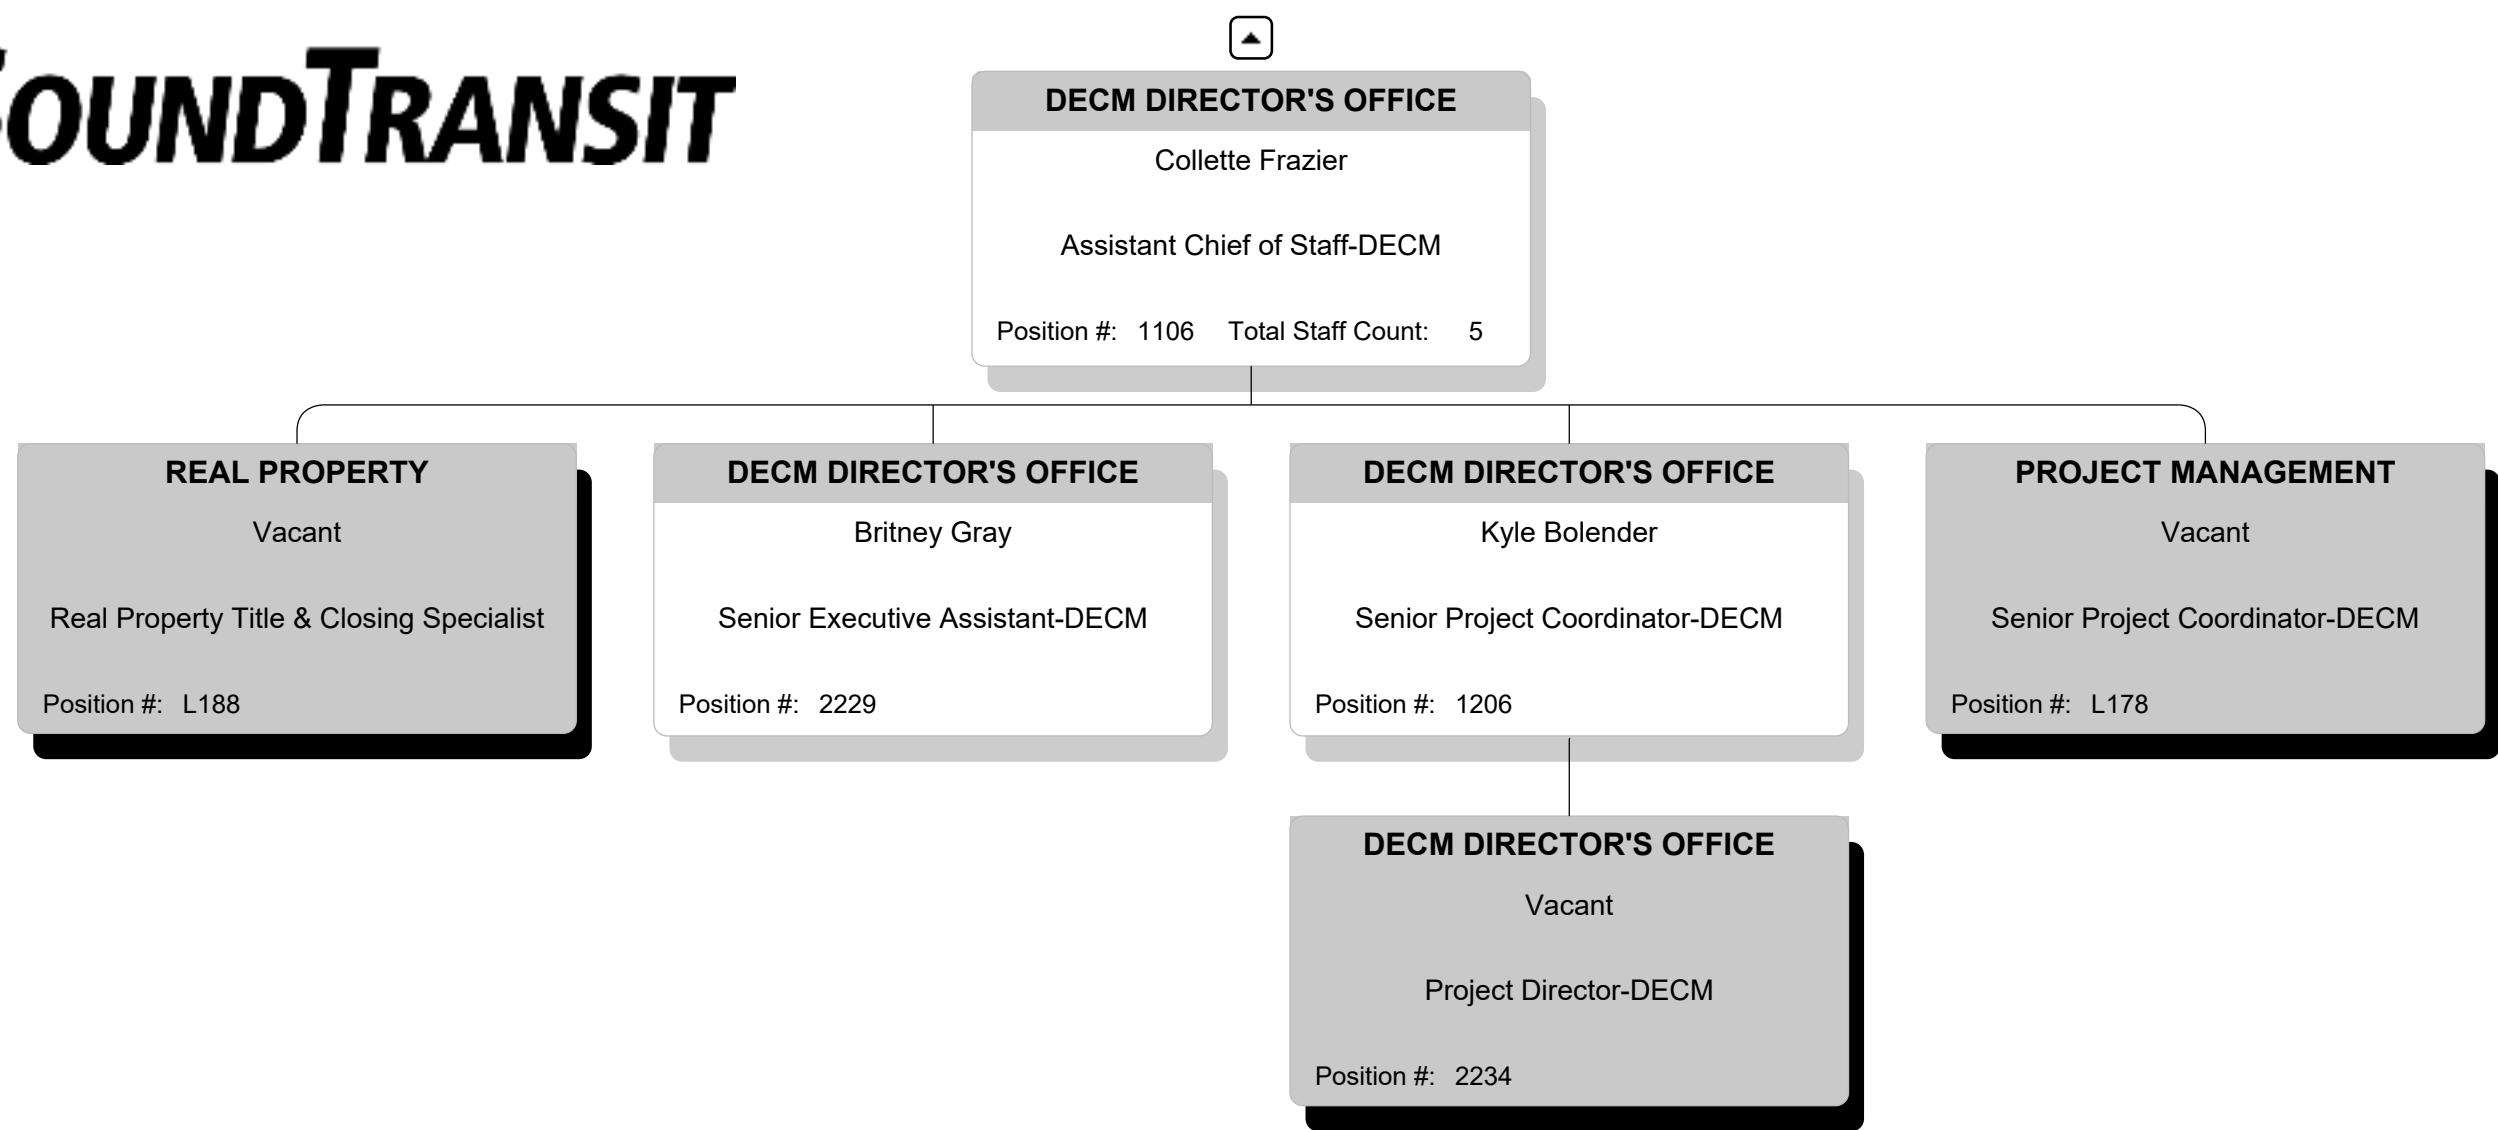 SOUNDTRANSIT
DECM DIRECTOR'S OFFICE
Collette Frazier
Assistant Chief of Staff-DECM
Position #: 1106 Total Staff Count: 5
REAL PROPERTY
Vacant
Real Property Title & Closing Specialist
Position #: L188
DECM DIRECTOR'S OFFICE
Britney Gray
Senior Executive Assistant-DECM
Position #: 2229
DECM DIRECTOR'S OFFICE
Kyle Bolender
Senior Project Coordinator-DECM
Position #: 1206
PROJECT MANAGEMENT
Vacant
Senior Project Coordinator-DECM
Position #: L178
DECM DIRECTOR'S OFFICE
Vacant
Project Director-DECM
Position #: 2234